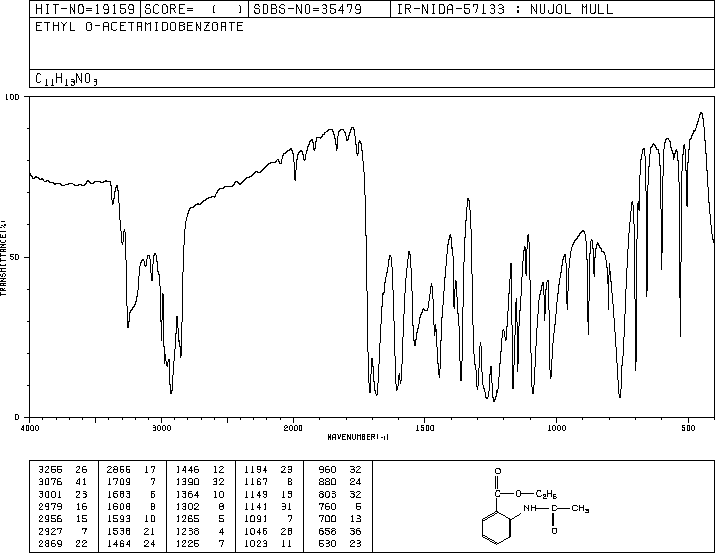 HIT-NO=19159 SCORE= ( ) SDBS-NO=35479 IR-NIDA-57133 : NUJOL MULL
ETHYL O-ACETAMIDOBENZOATE
C11H13NO3
100
50
0
TRANSMITTANCE(%)
4000 3000 2000 1500 1000 500
WAVENUMBER(-1)
3255 26 2855 17 1446 12 1194 23 960 32
3076 41 1709 7 1390 32 1167 8 880 24
3001 23 1683 6 1364 10 1149 13 803 32
2979 16 1608 8 1302 8 1141 31 760 5
2956 15 1593 10 1265 5 1091 7 700 13
2927 7 1538 21 1238 4 1045 28 658 36
2869 22 1464 24 1225 7 1023 11 530 23
O
C—O—C2H5
NH—C—CH3
O